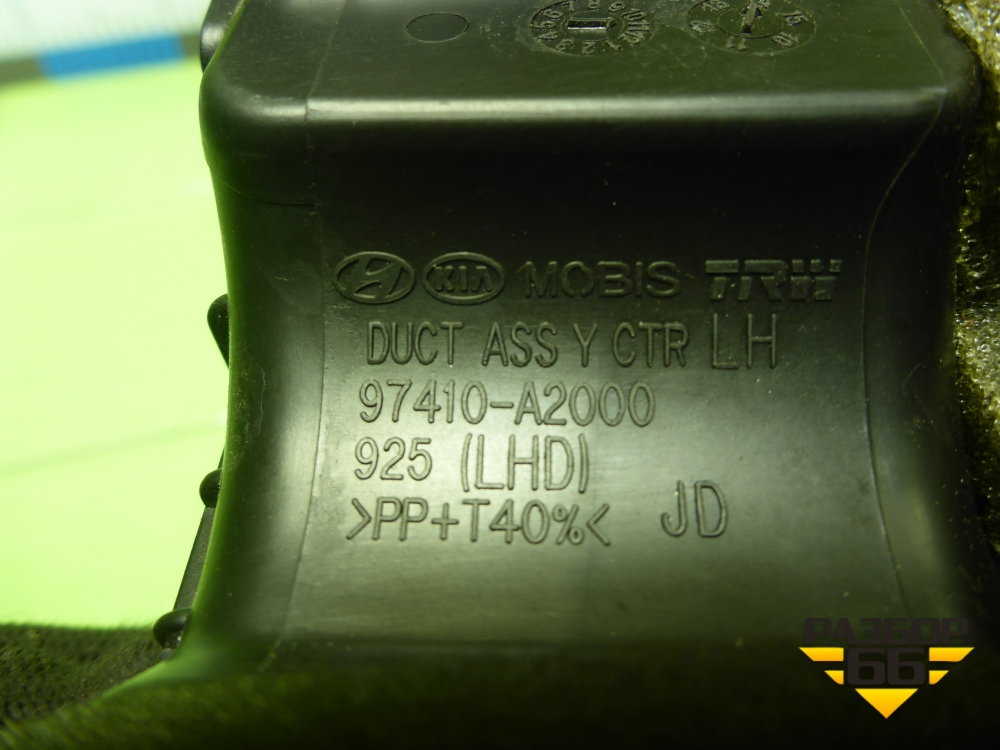 KIA MOBIS TRW
DUCT ASS Y CTR LH
97410-A2000
925 (LHD)
>PP+T40%< JD
РАЗБОР
66